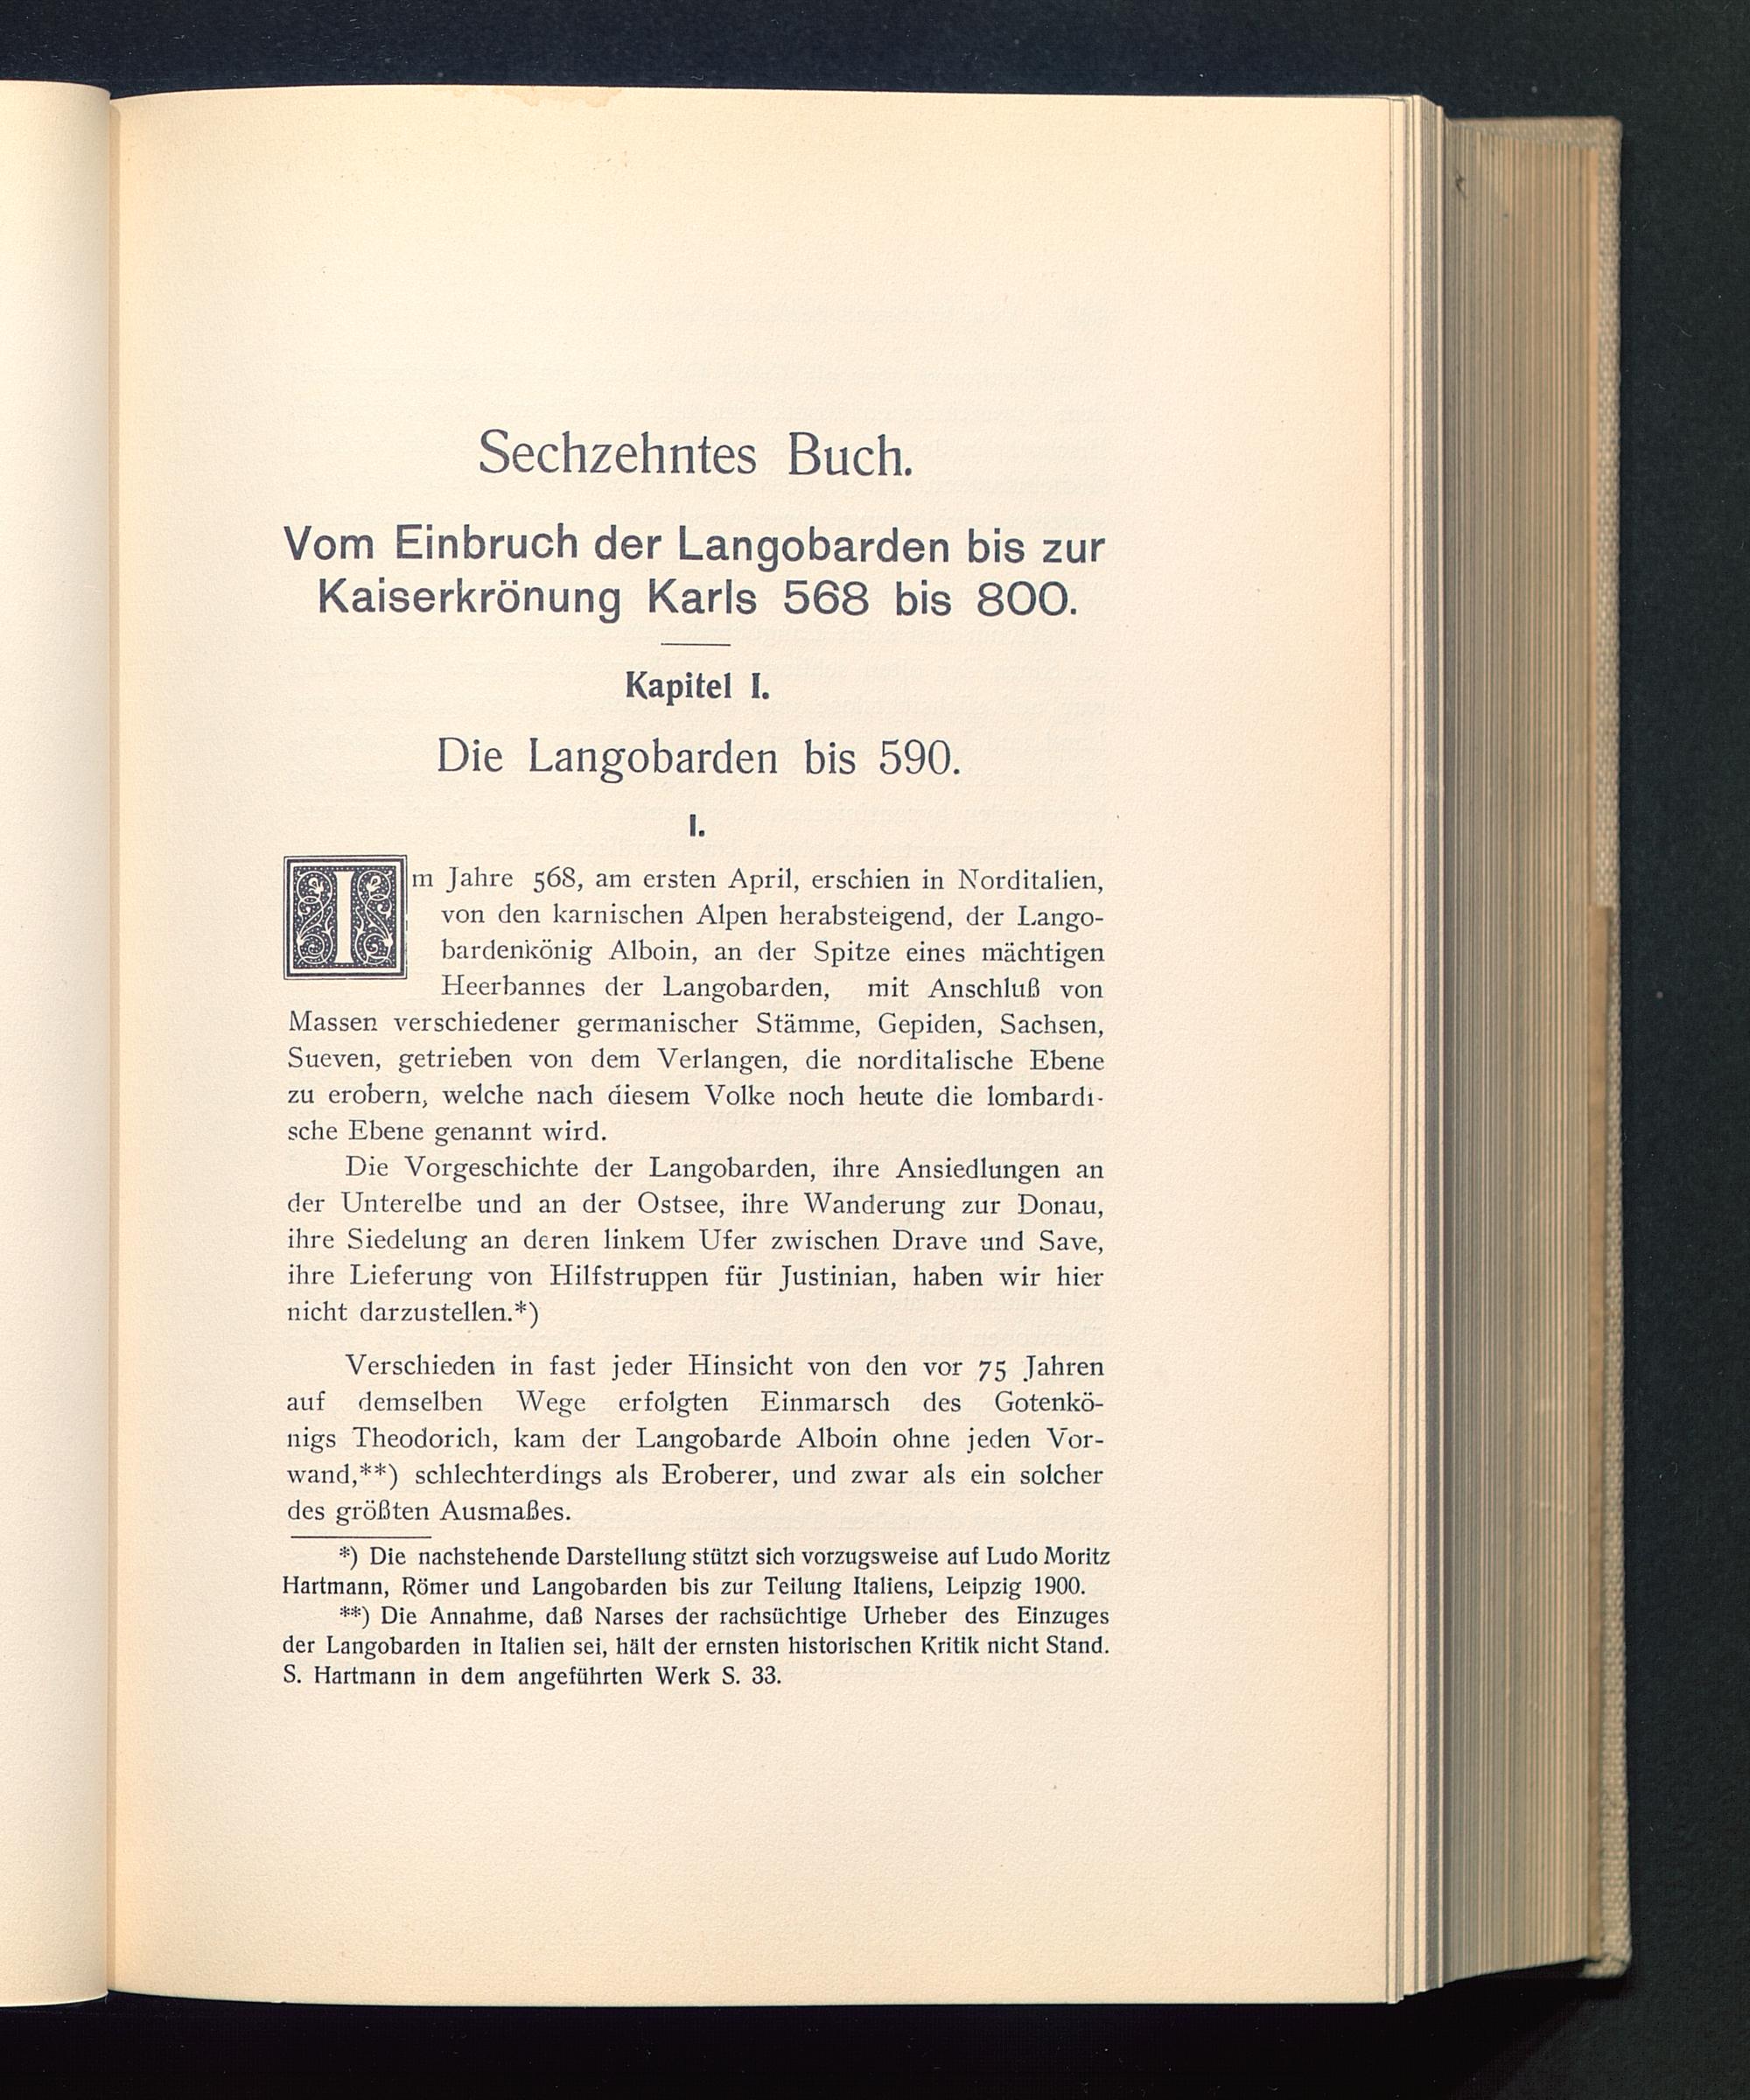 Sechzehntes Buch.
Vom Einbruch der Langobarden bis zur
Kaiserkrönung Karls 568 bis 800.
Kapitel I.
Die Langobarden bis 590.
I.
Im Jahre 568, am ersten April, erschien in Norditalien,
von den karnischen Alpen herabsteigend, der Lango-
bardenkönig Alboin, an der Spitze eines mächtigen
Heerbannes der Langobarden, mit Anschluß von
Massen verschiedener germanischer Stämme, Gepiden, Sachsen,
Sueven, getrieben von dem Verlangen, die norditalische Ebene
zu erobern, welche nach diesem Volke noch heute die lombardi-
sche Ebene genannt wird.
Die Vorgeschichte der Langobarden, ihre Ansiedlungen an
der Unterelbe und an der Ostsee, ihre Wanderung zur Donau,
ihre Siedelung an deren linkem Ufer zwischen Drave und Save,
ihre Lieferung von Hilfstruppen für Justinian, haben wir hier
nicht darzustellen.*)
Verschieden in fast jeder Hinsicht von den vor 75 Jahren
auf demselben Wege erfolgten Einmarsch des Gotenkö-
nigs Theodorich, kam der Langobarde Alboin ohne jeden Vor-
wand,**) schlechterdings als Eroberer, und zwar als ein solcher
des größten Ausmaßes.
*) Die nachstehende Darstellung stützt sich vorzugsweise auf Ludo Moritz
Hartmann, Römer und Langobarden bis zur Teilung Italiens, Leipzig 1900.
**) Die Annahme, daß Narses der rachsüchtige Urheber des Einzuges
der Langobarden in Italien sei, hält der ernsten historischen Kritik nicht Stand.
S. Hartmann in dem angeführten Werk S. 33.